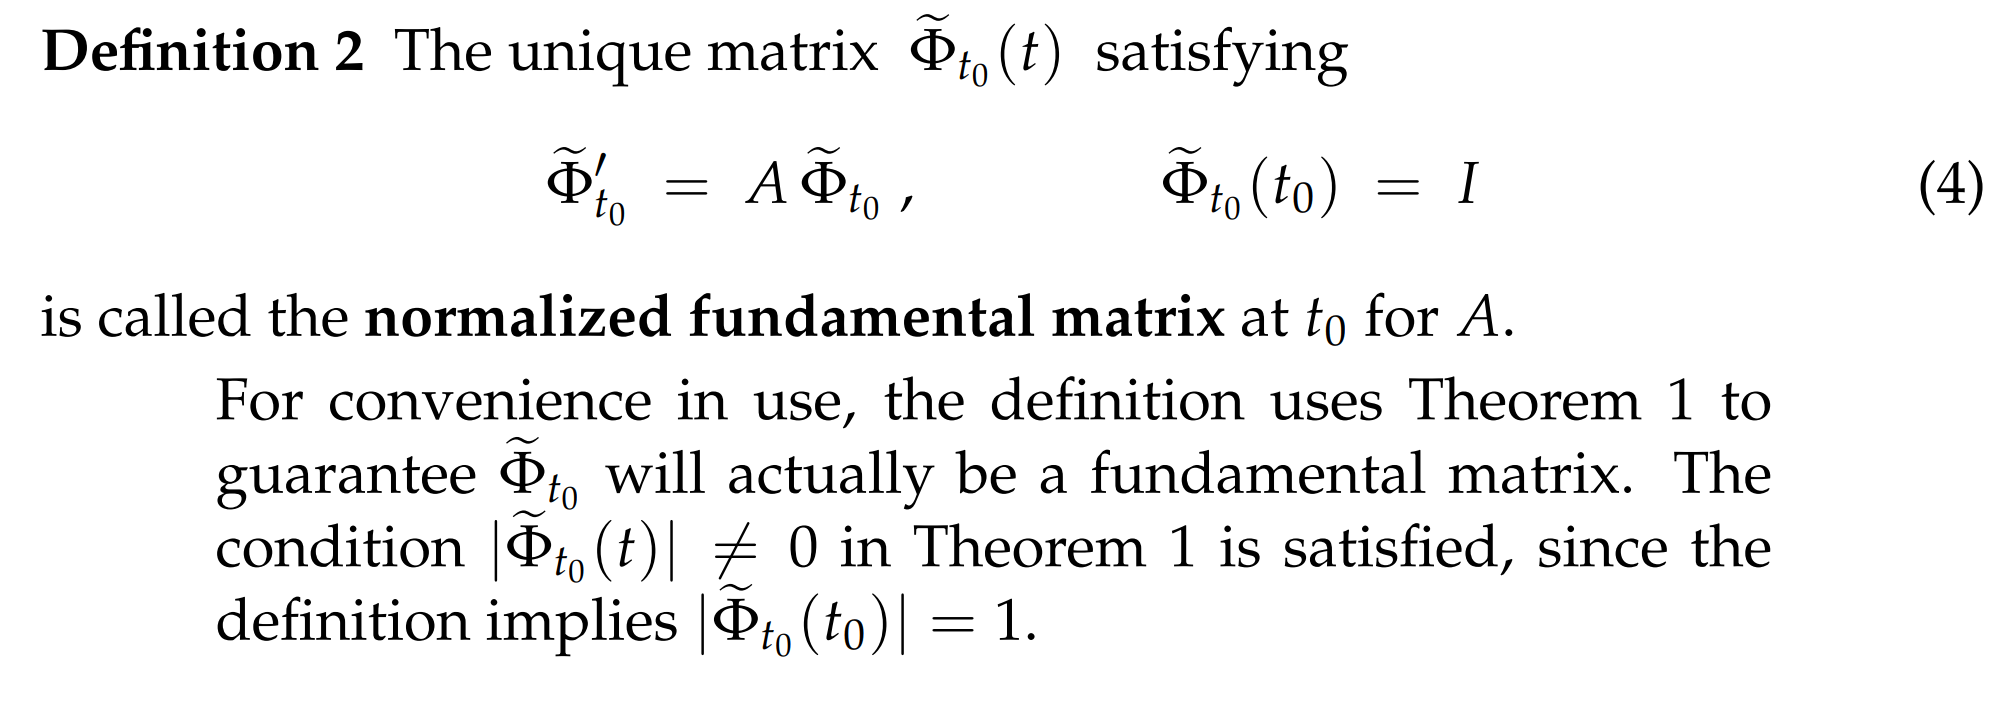 Definition 2 The unique matrix $\widetilde{\Phi}_{t_0}(t)$ satisfying
$\widetilde{\Phi}'_{t_0} = A\,\widetilde{\Phi}_{t_0}\,, \qquad \widetilde{\Phi}_{t_0}(t_0) = I$ (4)
is called the normalized fundamental matrix at $t_0$ for $A$.
For convenience in use, the definition uses Theorem 1 to
guarantee $\widetilde{\Phi}_{t_0}$ will actually be a fundamental matrix. The
condition $|\widetilde{\Phi}_{t_0}(t)| \neq 0$ in Theorem 1 is satisfied, since the
definition implies $|\widetilde{\Phi}_{t_0}(t_0)| = 1$.